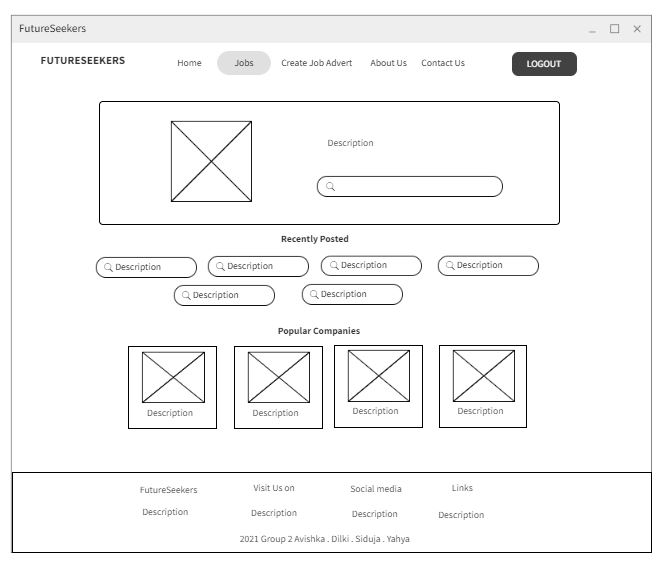 FutureSeekers
FUTURESEEKERS Home Jobs Create Job Advert About Us Contact Us LOGOUT
Description
Recently Posted
Description Description Description Description
Description Description
Popular Companies
Description Description Description Description
FutureSeekers Visit Us on Social media Links
Description Description Description Description
2021 Group 2 Avishka . Dilki . Siduja . Yahya